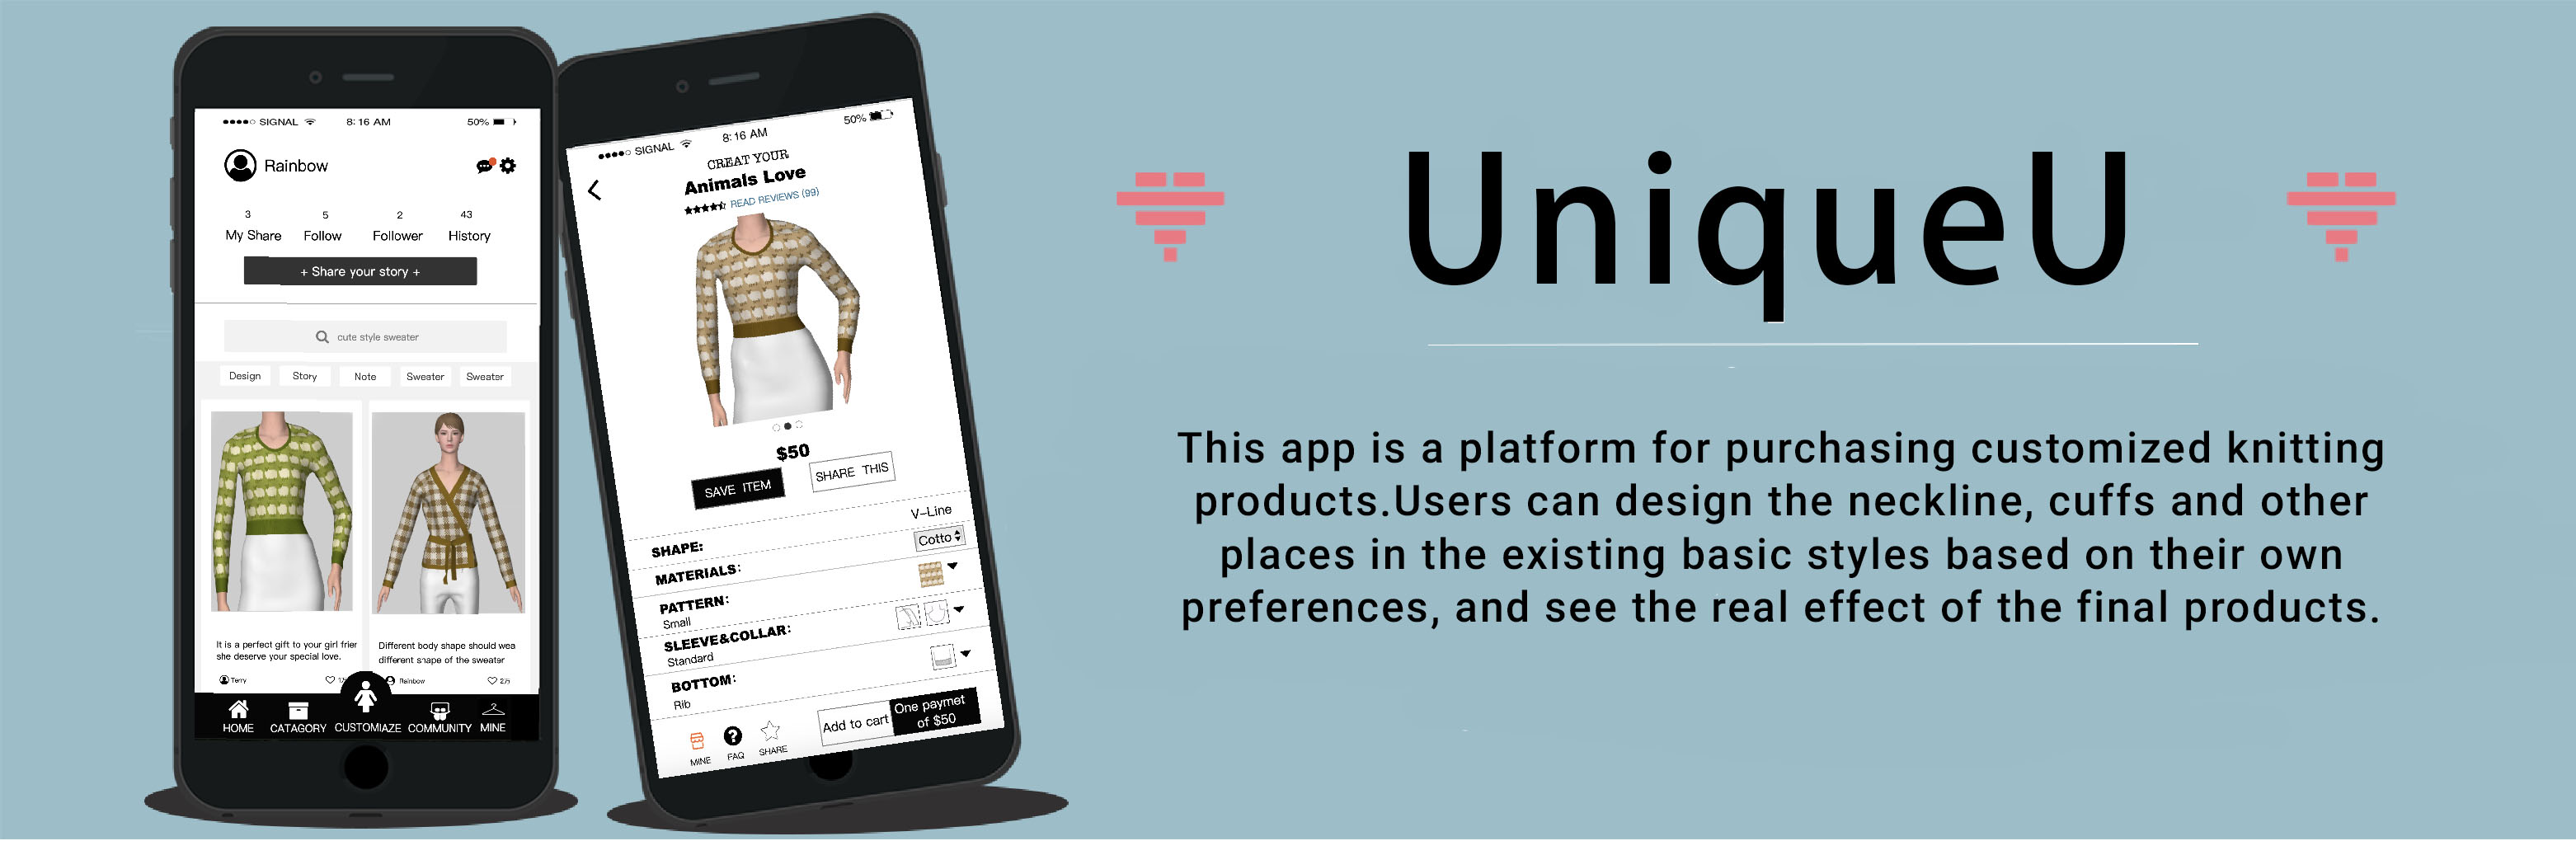 SIGNAL 8:16 AM 50%
Rainbow
3 5 2 43
My Share Follow Follower History
+ Share your story +
cute style sweater
Design Story Note Sweater Sweater
It is a perfect gift to your girl frier
she deserve your special love.
Different body shape should wea
different shape of the sweater
Terry
Rainbow
HOME CATAGORY CUSTOMIAZE COMMUNITY MINE
SIGNAL 8:16 AM 50%
CREAT YOUR
Animals Love
READ REVIEWS (99)
$50
SAVE ITEM SHARE THIS
SHAPE: V-Line
MATERIALS: Cotto
PATTERN:
Small
SLEEVE&COLLAR:
Standard
BOTTOM:
Rib
MINE FAQ SHARE
Add to cart
One paymet
of $50
UniqueU
This app is a platform for purchasing customized knitting
products.Users can design the neckline, cuffs and other
places in the existing basic styles based on their own
preferences, and see the real effect of the final products.